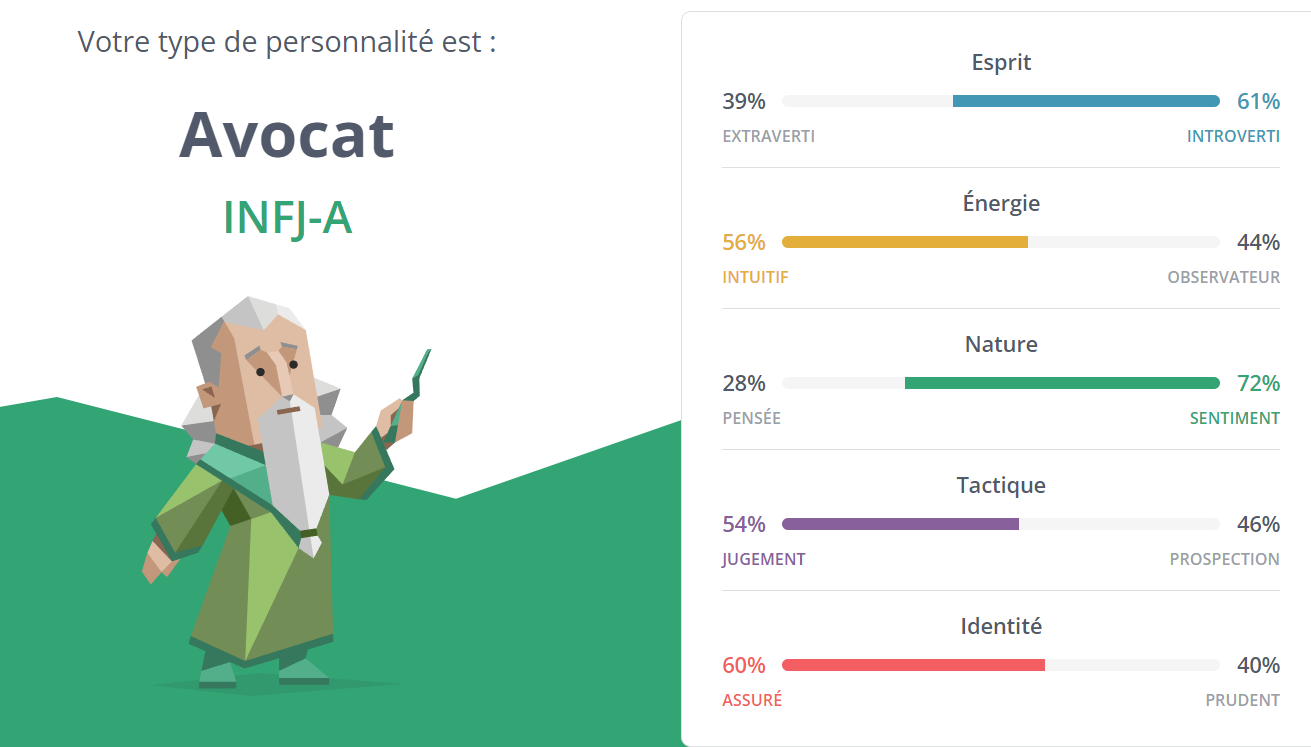 Votre type de personnalité est :
Avocat
INFJ-A
Esprit
39% 61%
EXTRAVERTI INTROVERTI
Énergie
56% 44%
INTUITIF OBSERVATEUR
Nature
28% 72%
PENSÉE SENTIMENT
Tactique
54% 46%
JUGEMENT PROSPECTION
Identité
60% 40%
ASSURÉ PRUDENT